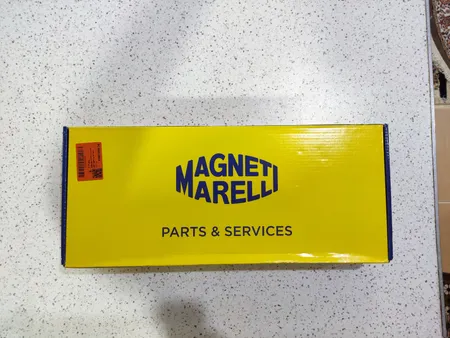 MAGNETI
MARELLI
PARTS & SERVICES